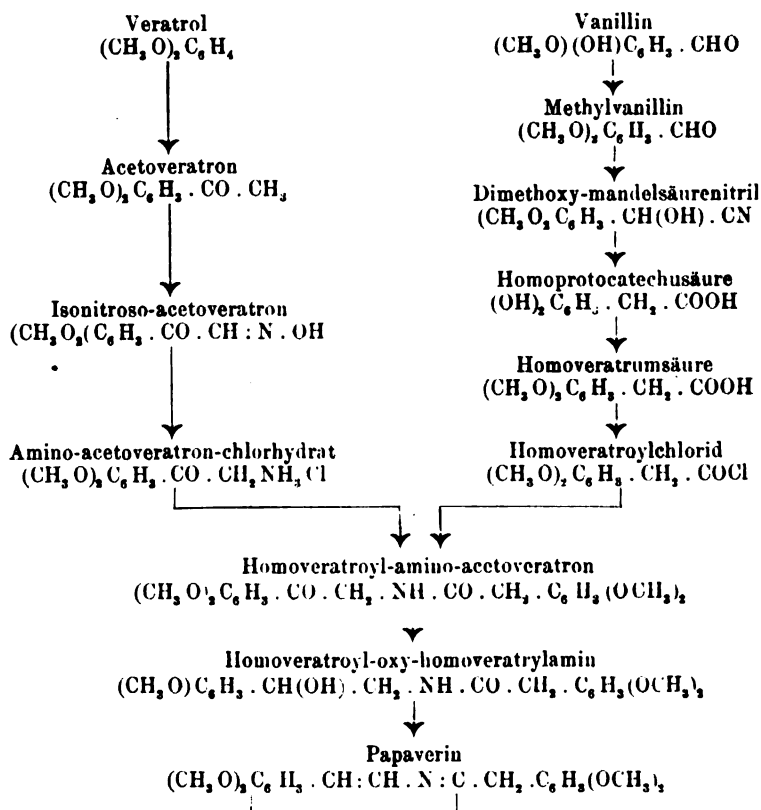 Veratrol
(CH₃O)₂C₆H₄
Acetoveratron
(CH₃O)₂C₆H₃.CO.CH₃
Isonitroso-acetoveratron
(CH₃O₂(C₆H₃.CO.CH:N.OH
Amino-acetoveratron-chlorhydrat
(CH₃O)₂C₆H₃.CO.CH₂NH₃Cl
Vanillin
(CH₃O)(OH)C₆H₃.CHO
Methylvanillin
(CH₃O)₂C₆H₃.CHO
Dimethoxy-mandelsäurenitril
(CH₃O₂C₆H₃.CH(OH).CN
Homoprotocatechusäure
(OH)₂C₆H₃.CH₂.COOH
Homoveratrumsäure
(CH₃O)₂C₆H₃.CH₂.COOH
Homoveratroylchlorid
(CH₃O)₂C₆H₃.CH₂.COCl
Homoveratroyl-amino-acetoveratron
(CH₃O)₂C₆H₃.CO.CH₂.NH.CO.CH₂.C₆H₃(OCH₃)₂
Homoveratroyl-oxy-homoveratrylamin
(CH₃O)C₆H₃.CH(OH).CH₂.NH.CO.CH₂.C₆H₃(OCH₃)₂
Papaverin
(CH₃O)₂C₆H₃.CH:CH.N:C.CH₂.C₆H₃(OCH₃)₂